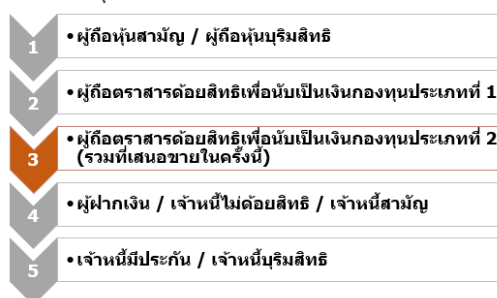 1
• ผู้ถือหุ้นสามัญ / ผู้ถือหุ้นบุริมสิทธิ
2
• ผู้ถือตราสารด้อยสิทธิเพื่อนับเป็นเงินกองทุนประเภทที่ 1
3
• ผู้ถือตราสารด้อยสิทธิเพื่อนับเป็นเงินกองทุนประเภทที่ 2
(รวมที่เสนอขายในครั้งนี้)
4
• ผู้ฝากเงิน / เจ้าหนี้ไม่ด้อยสิทธิ / เจ้าหนี้สามัญ
5
• เจ้าหนี้มีประกัน / เจ้าหนี้บุริมสิทธิ